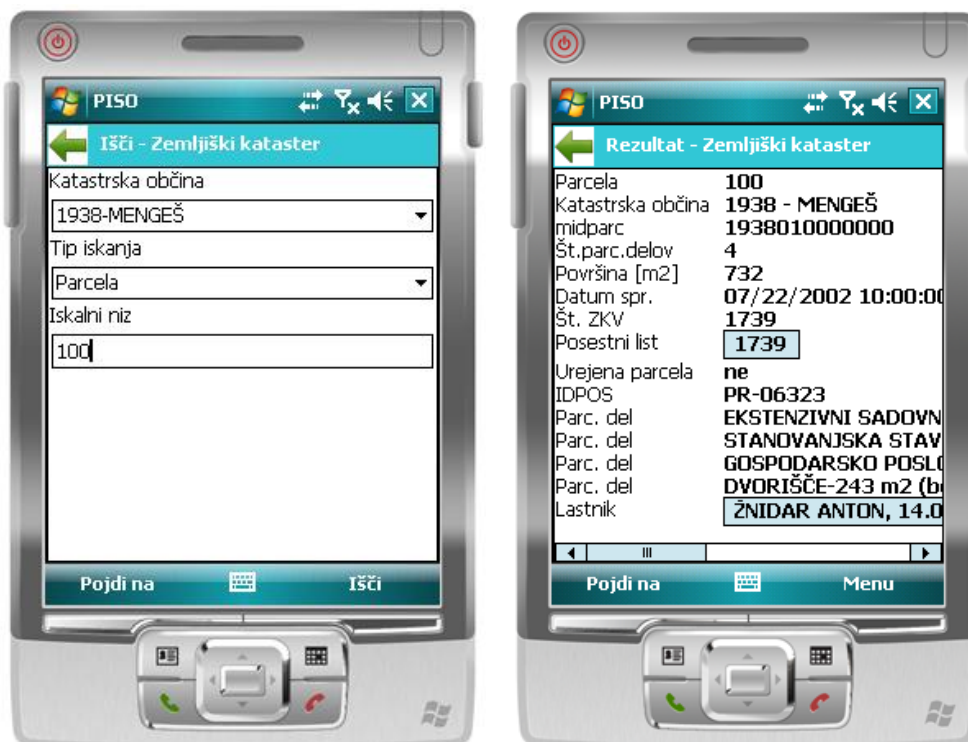 PISO
Išči - Zemljiški kataster
Katastrska občina
1938-MENGEŠ
Tip iskanja
Parcela
Iskalni niz
100
Pojdi na
Išči
PISO
Rezultat - Zemljiški kataster
Parcela 100
Katastrska občina 1938 - MENGEŠ
midparc 1938010000000
Št.parc.delov 4
Površina [m2] 732
Datum spr. 07/22/2002 10:00:00
Št. ZKV 1739
Posestni list 1739
Urejena parcela ne
IDPOS PR-06323
Parc. del EKSTENZIVNI SADOVN
Parc. del STANOVANJSKA STAV
Parc. del GOSPODARSKO POSL
Parc. del DVORIŠČE-243 m2 (b
Lastnik ŽNIDAR ANTON, 14.0
Pojdi na
Menu